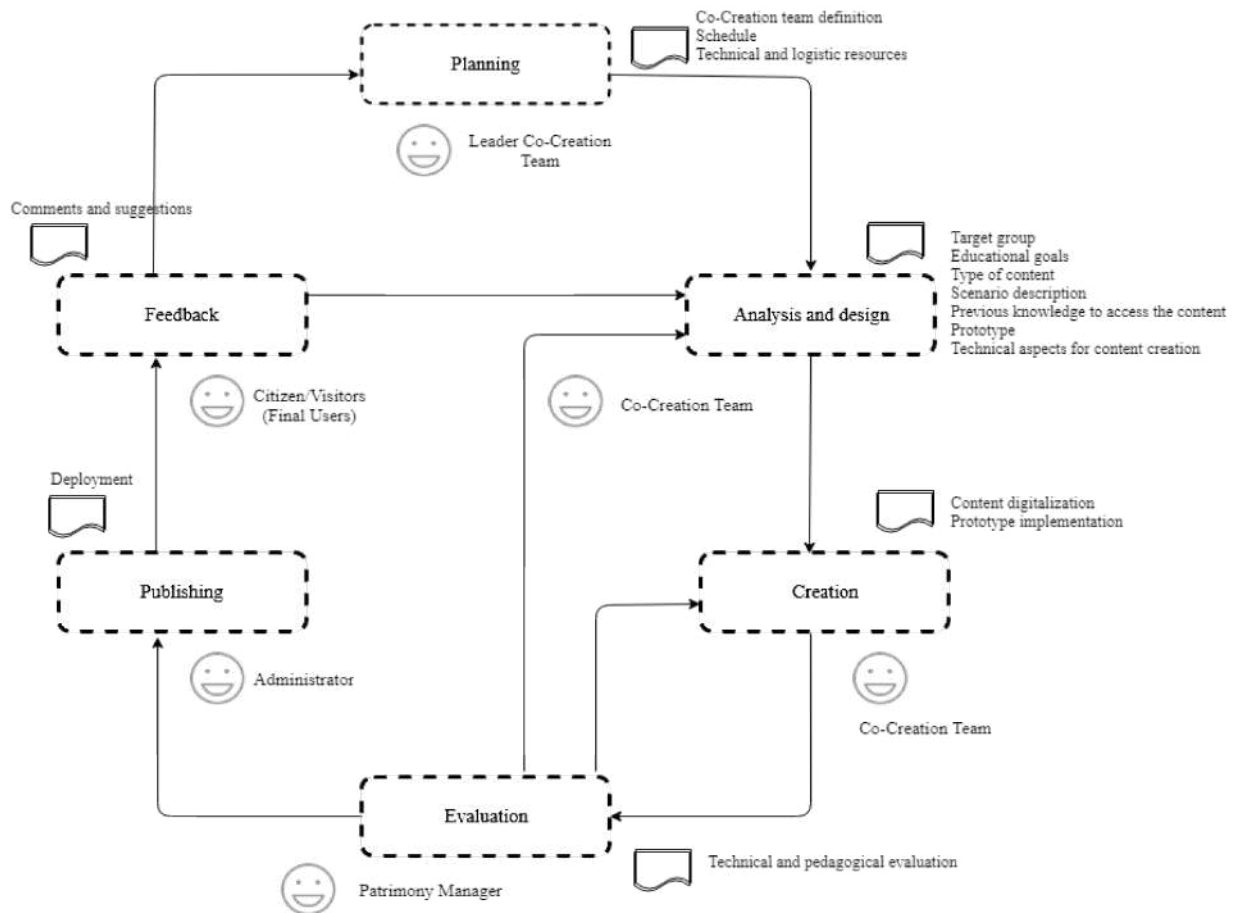 Co-Creation team definition
Schedule
Technical and logistic resources
Planning
Leader Co-Creation
Team
Comments and suggestions
Target group
Educational goals
Type of content
Scenario description
Previous knowledge to access the content
Prototype
Technical aspects for content creation
Feedback
Analysis and design
Citizen/Visitors
(Final Users)
Co-Creation Team
Deployment
Content digitalization
Prototype implementation
Publishing
Creation
Administrator
Co-Creation Team
Evaluation
Technical and pedagogical evaluation
Patrimony Manager